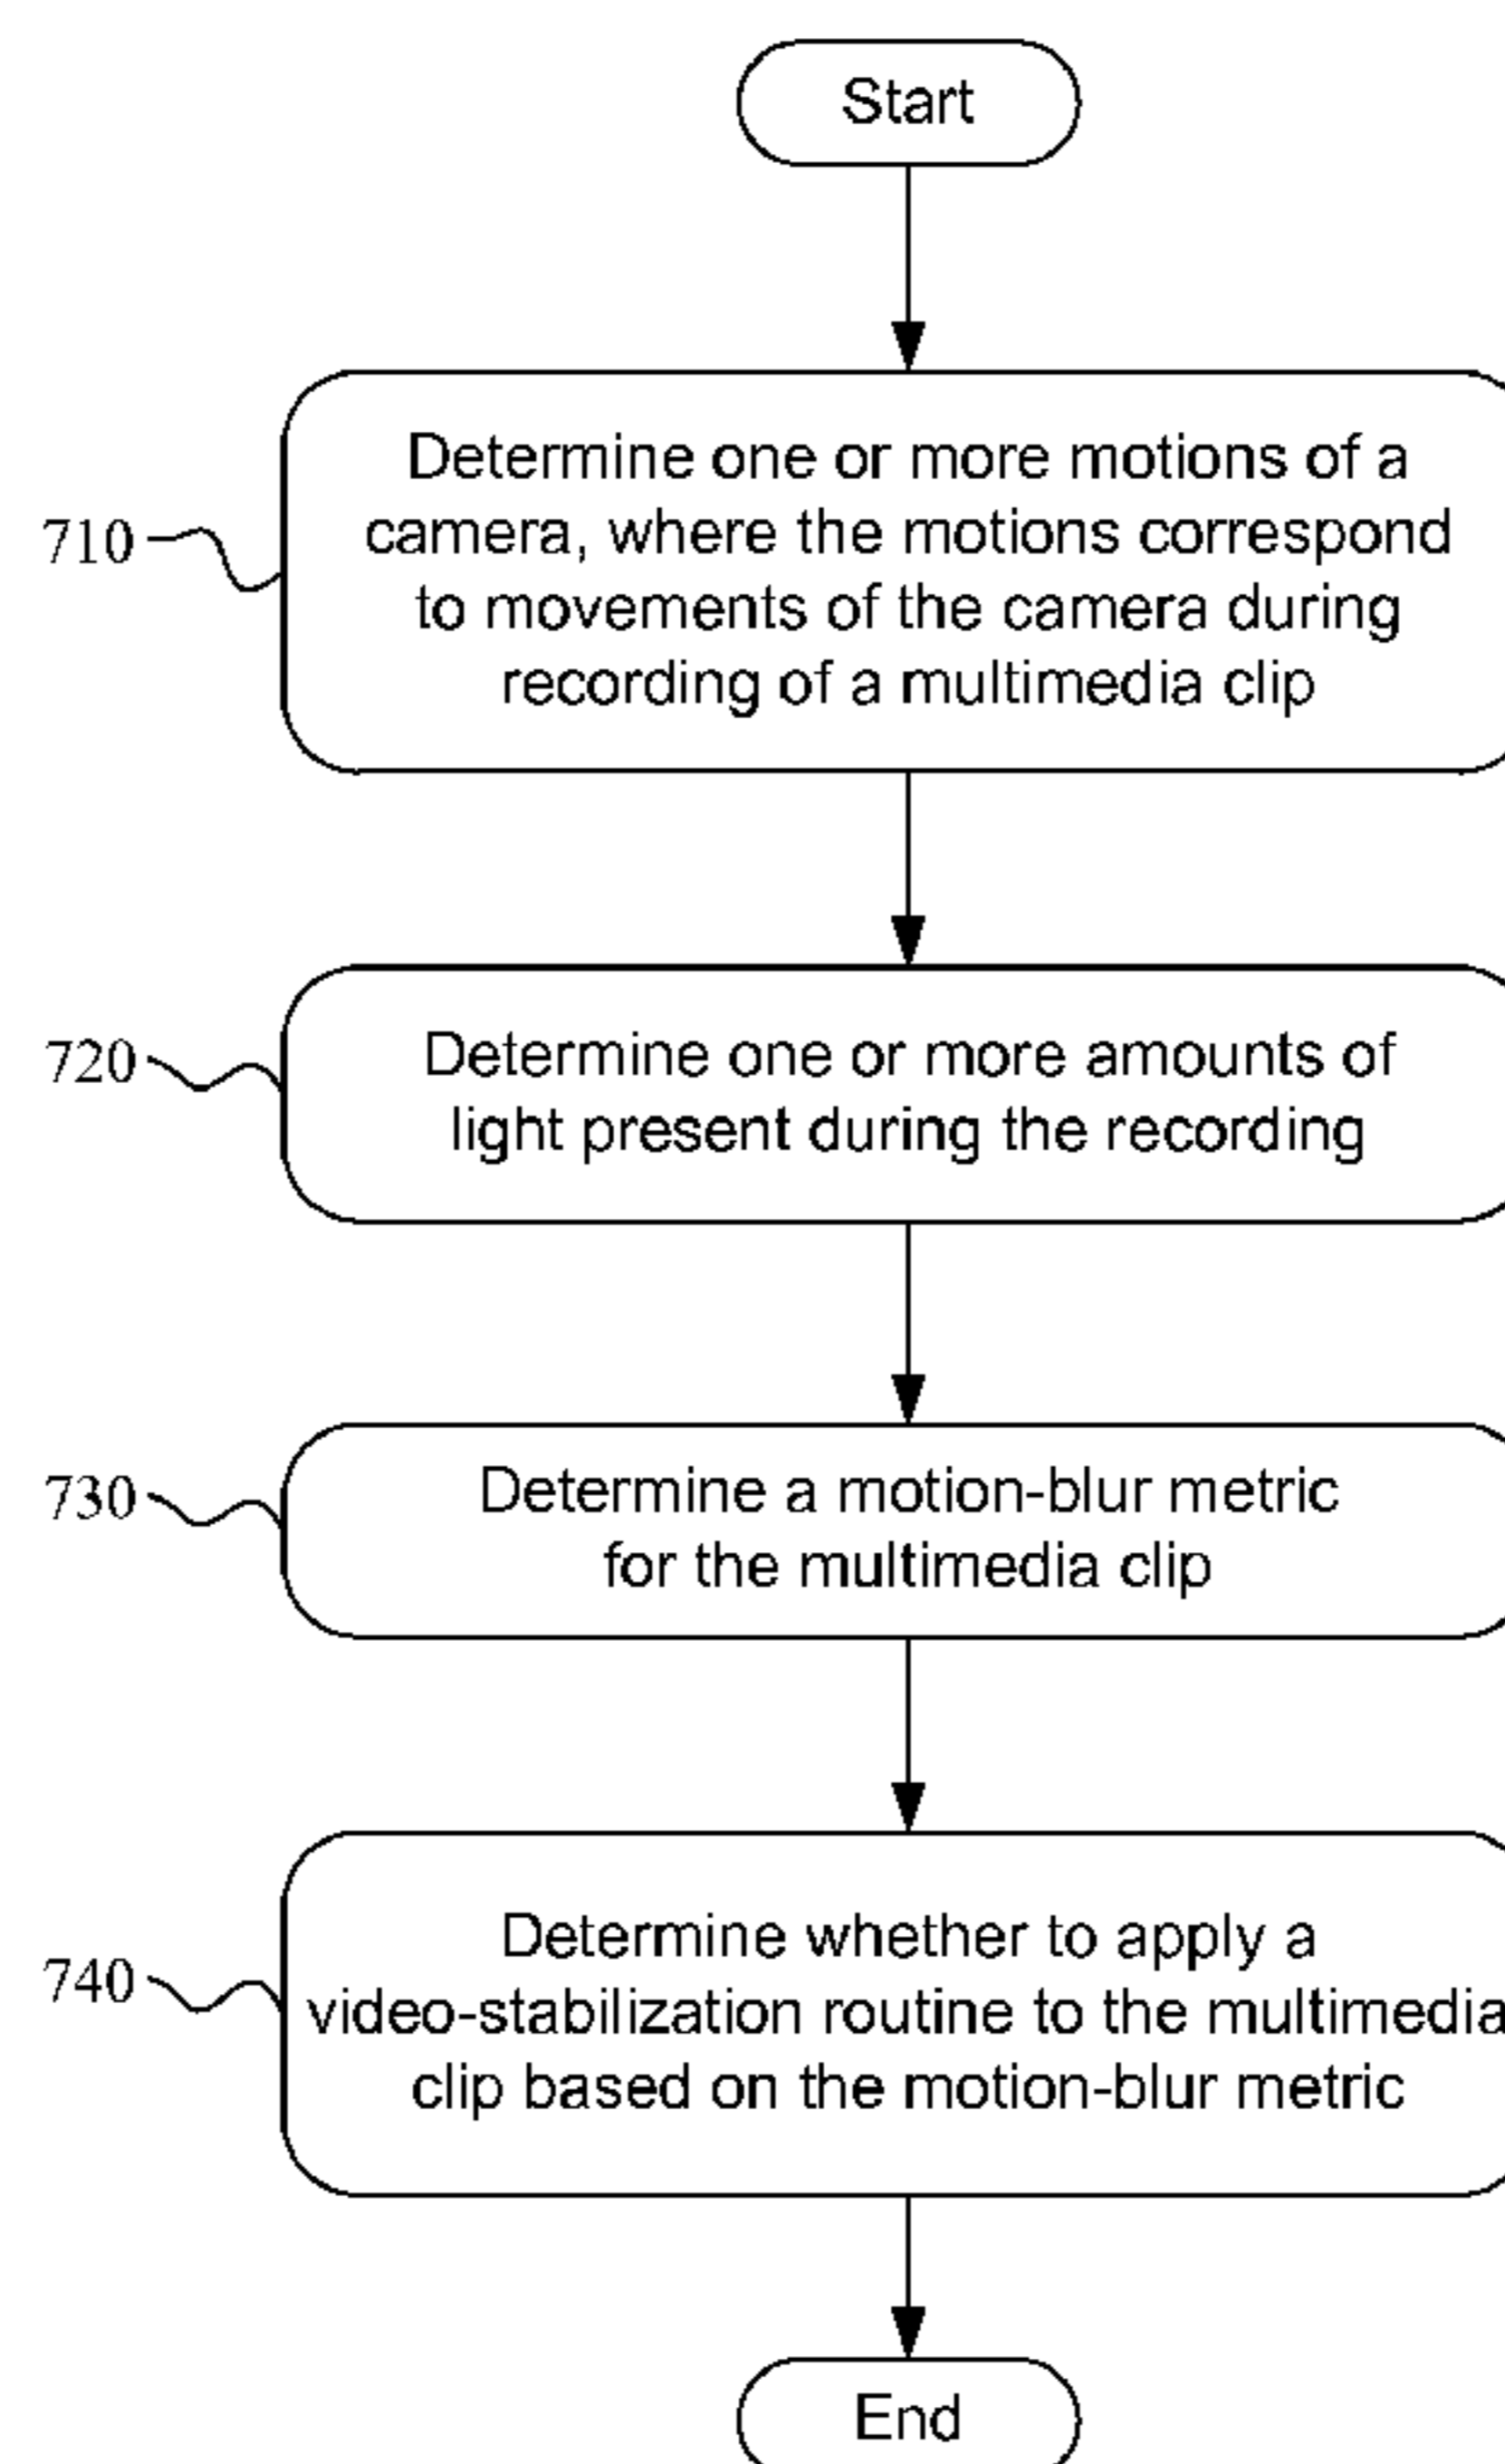 Start
710
Determine one or more motions of a
camera, where the motions correspond
to movements of the camera during
recording of a multimedia clip
720
Determine one or more amounts of
light present during the recording
730
Determine a motion-blur metric
for the multimedia clip
740
Determine whether to apply a
video-stabilization routine to the multimedia
clip based on the motion-blur metric
End